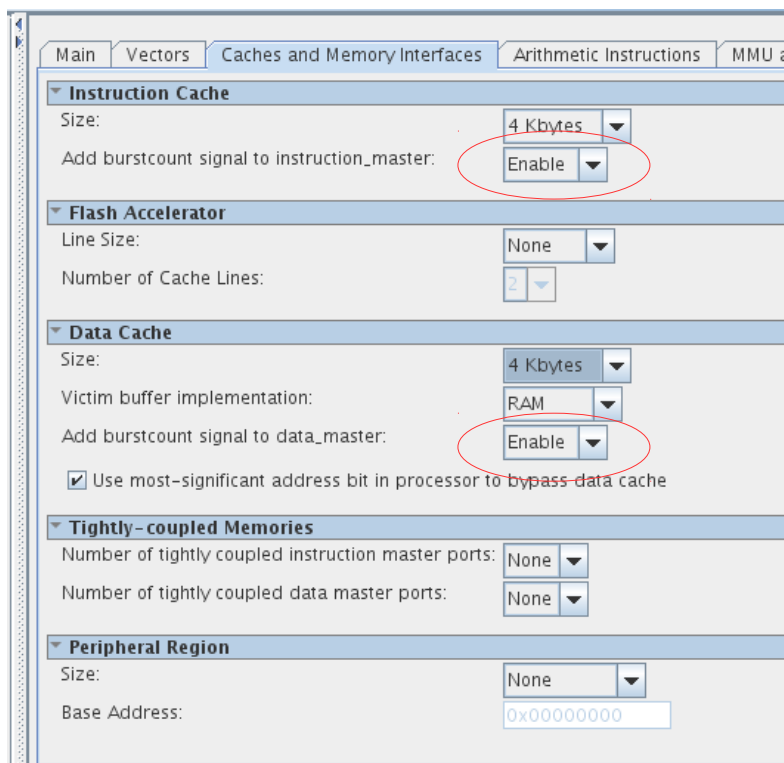 Main Vectors Caches and Memory Interfaces Arithmetic Instructions MMU a
Instruction Cache
Size: 4 Kbytes
Add burstcount signal to instruction_master: Enable
Flash Accelerator
Line Size: None
Number of Cache Lines: 2
Data Cache
Size: 4 Kbytes
Victim buffer implementation: RAM
Add burstcount signal to data_master: Enable
Use most-significant address bit in processor to bypass data cache
Tightly-coupled Memories
Number of tightly coupled instruction master ports: None
Number of tightly coupled data master ports: None
Peripheral Region
Size: None
Base Address: 0x00000000